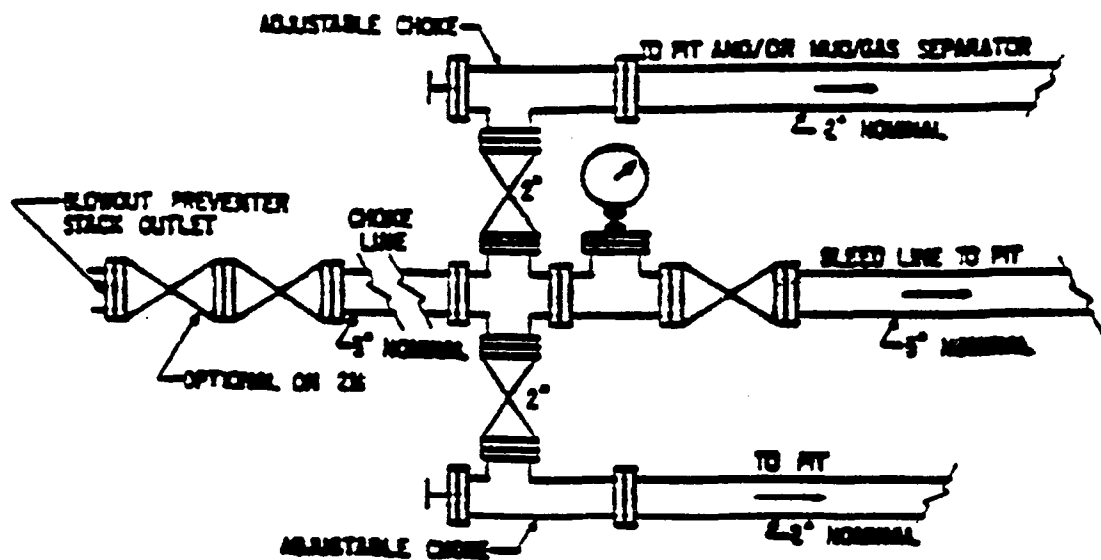 ADJUSTABLE CHOKE
TO PIT AND/OR MUD/GAS SEPARATOR
2" NOMINAL
BLOWOUT PREVENTER
STACK OUTLET
CHOKE
LINE
2"
BLEED LINE TO PIT
3" NOMINAL
3" NOMINAL
OPTIONAL ON 2M
2"
TO PIT
2" NOMINAL
ADJUSTABLE CHOKE